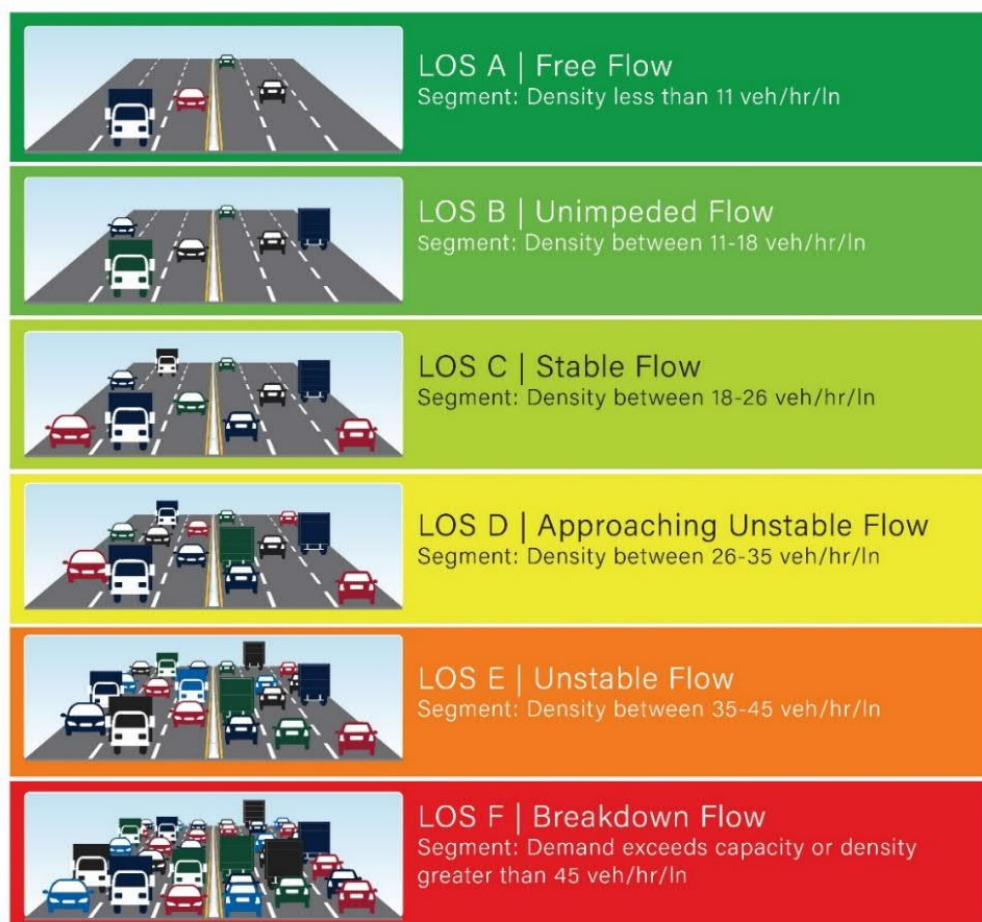 LOS A | Free Flow
Segment: Density less than 11 veh/hr/ln
LOS B | Unimpeded Flow
Segment: Density between 11-18 veh/hr/ln
LOS C | Stable Flow
Segment: Density between 18-26 veh/hr/ln
LOS D | Approaching Unstable Flow
Segment: Density between 26-35 veh/hr/ln
LOS E | Unstable Flow
Segment: Density between 35-45 veh/hr/ln
LOS F | Breakdown Flow
Segment: Demand exceeds capacity or density
greater than 45 veh/hr/ln